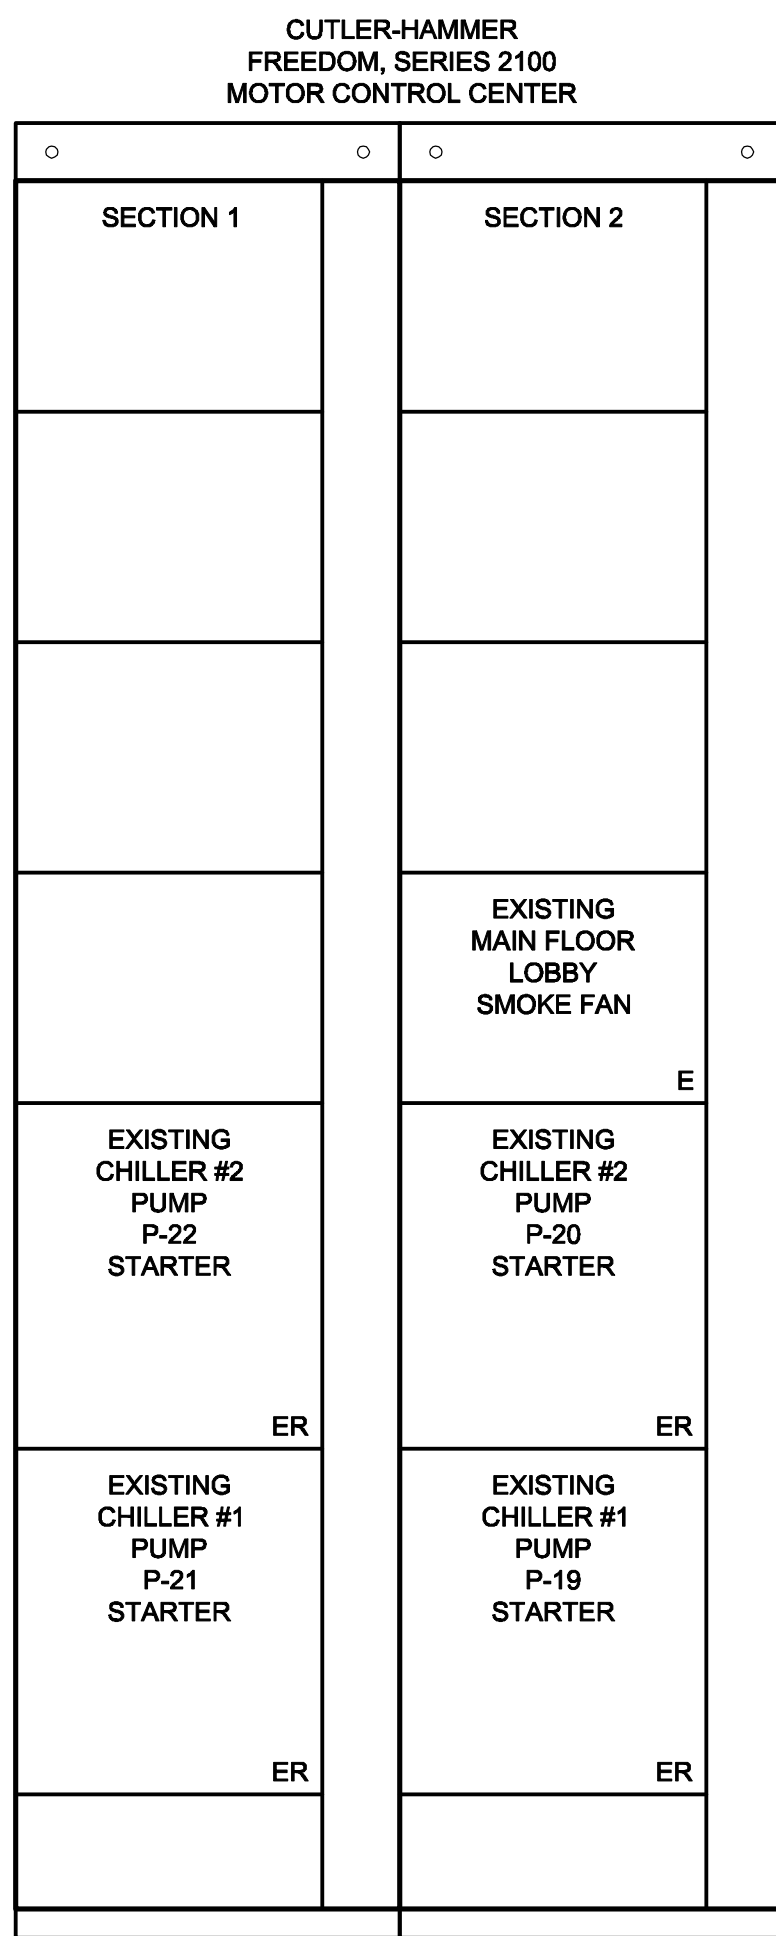 CUTLER-HAMMER
FREEDOM, SERIES 2100
MOTOR CONTROL CENTER
SECTION 1
EXISTING
CHILLER #2
PUMP
P-22
STARTER
ER
EXISTING
CHILLER #1
PUMP
P-21
STARTER
ER
SECTION 2
EXISTING
MAIN FLOOR
LOBBY
SMOKE FAN
E
EXISTING
CHILLER #2
PUMP
P-20
STARTER
ER
EXISTING
CHILLER #1
PUMP
P-19
STARTER
ER